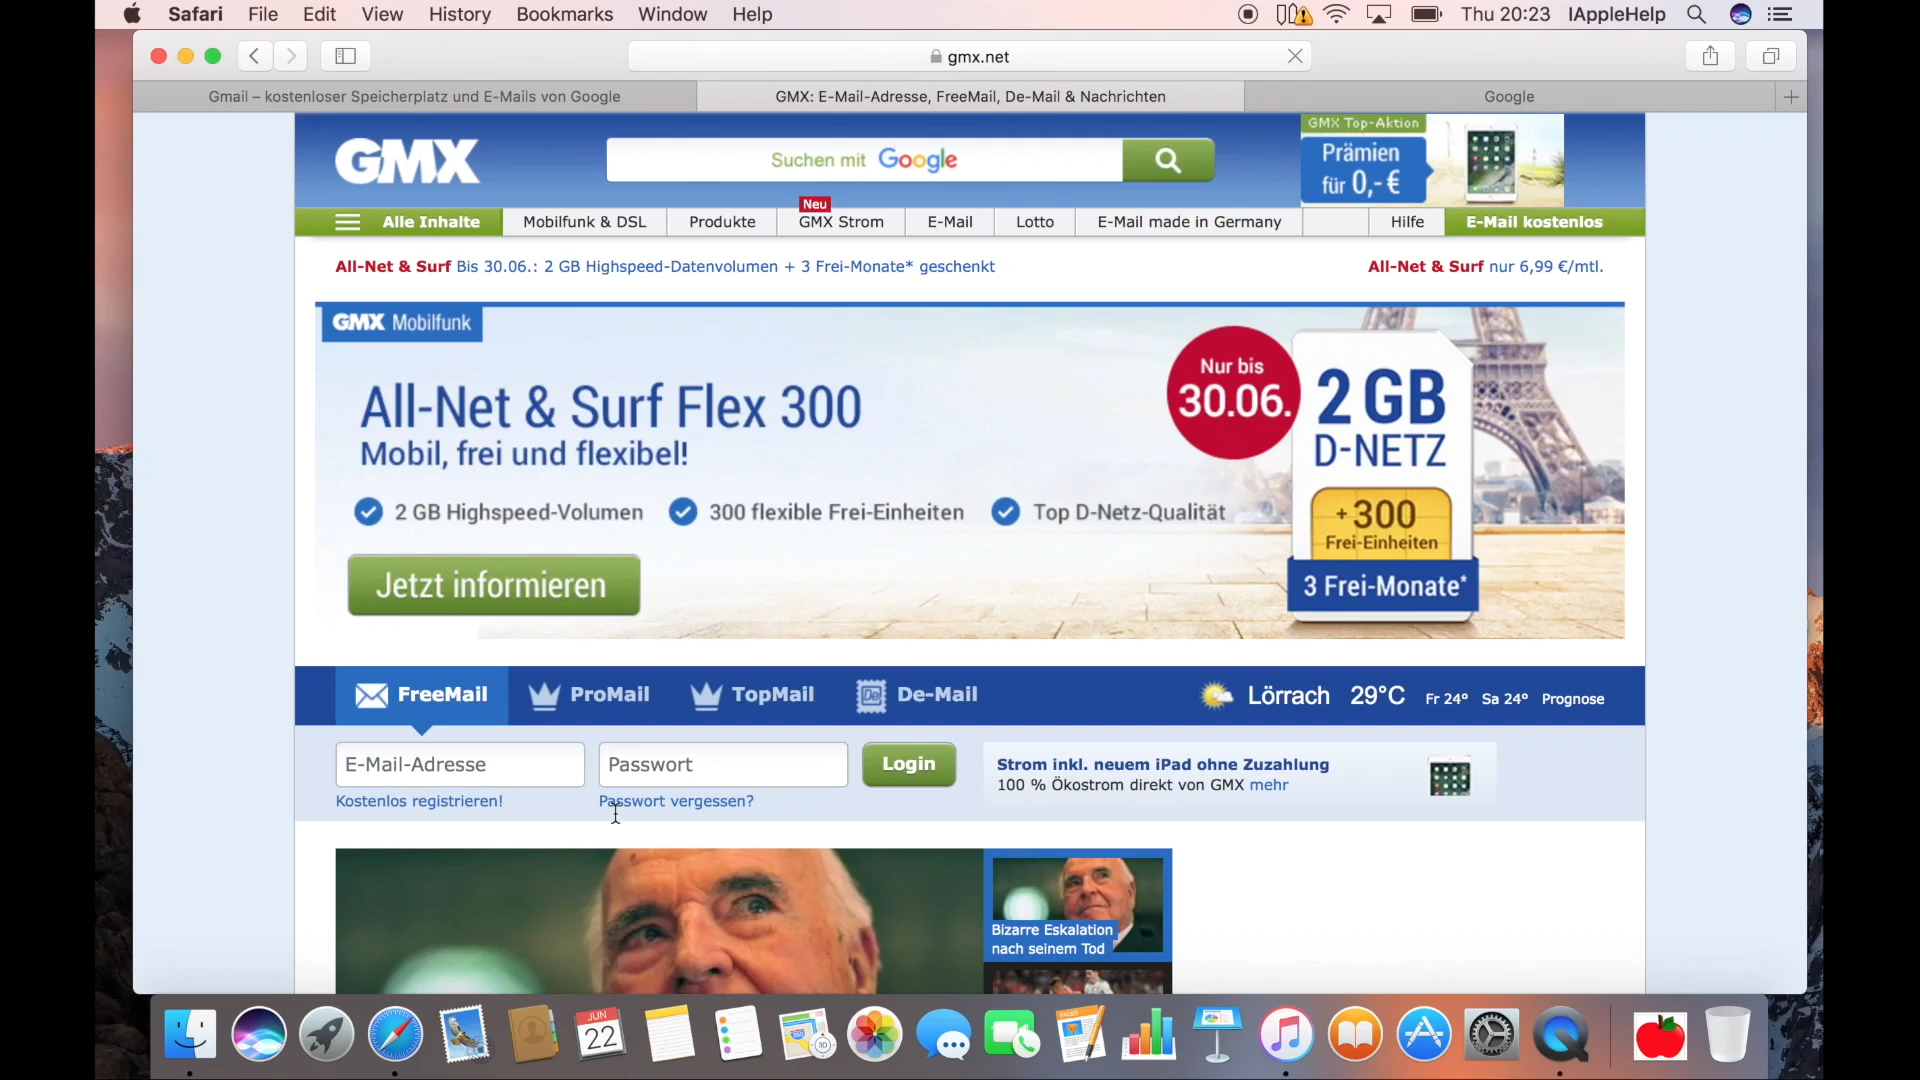 Safari File Edit View History Bookmarks Window Help Thu 20:23 IAppleHelp
gmx.net
Gmail – kostenloser Speicherplatz und E-Mails von Google
GMX: E-Mail-Adresse, FreeMail, De-Mail & Nachrichten
Google
GMX
Suchen mit Google
GMX Top-Aktion
Prämien
für 0,- €
Neu
Alle Inhalte Mobilfunk & DSL Produkte GMX Strom E-Mail Lotto E-Mail made in Germany Hilfe E-Mail kostenlos
All-Net & Surf Bis 30.06.: 2 GB Highspeed-Datenvolumen + 3 Frei-Monate* geschenkt
All-Net & Surf nur 6,99 €/mtl.
GMX Mobilfunk
All-Net & Surf Flex 300
Mobil, frei und flexibel!
2 GB Highspeed-Volumen 300 flexible Frei-Einheiten Top D-Netz-Qualität
Jetzt informieren
Nur bis
30.06.
2 GB
D-NETZ
+ 300
Frei-Einheiten
3 Frei-Monate*
FreeMail ProMail TopMail De-Mail
Lörrach 29°C Fr 24° Sa 24° Prognose
E-Mail-Adresse Passwort Login
Kostenlos registrieren! Passwort vergessen?
Strom inkl. neuem iPad ohne Zuzahlung
100 % Ökostrom direkt von GMX mehr
Bizarre Eskalation
nach seinem Tod
JUN
22
PAGES
3D